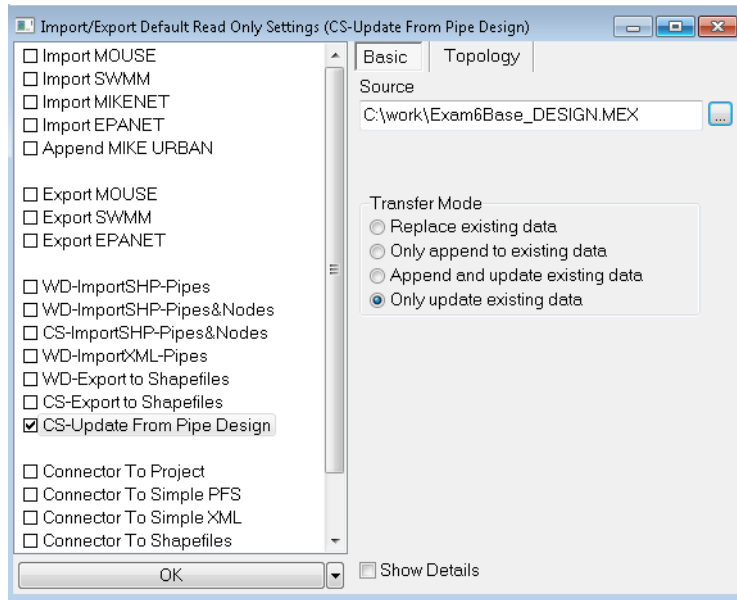 Import/Export Default Read Only Settings (CS-Update From Pipe Design)
Import MOUSE
Import SWMM
Import MIKENET
Import EPANET
Append MIKE URBAN
Export MOUSE
Export SWMM
Export EPANET
WD-ImportSHP-Pipes
WD-ImportSHP-Pipes&Nodes
CS-ImportSHP-Pipes&Nodes
WD-ImportXML-Pipes
WD-Export to Shapefiles
CS-Export to Shapefiles
CS-Update From Pipe Design
Connector To Project
Connector To Simple PFS
Connector To Simple XML
Connector To Shapefiles
OK
Basic Topology
Source
C:\work\Exam6Base_DESIGN.MEX ...
Transfer Mode
Replace existing data
Only append to existing data
Append and update existing data
Only update existing data
Show Details